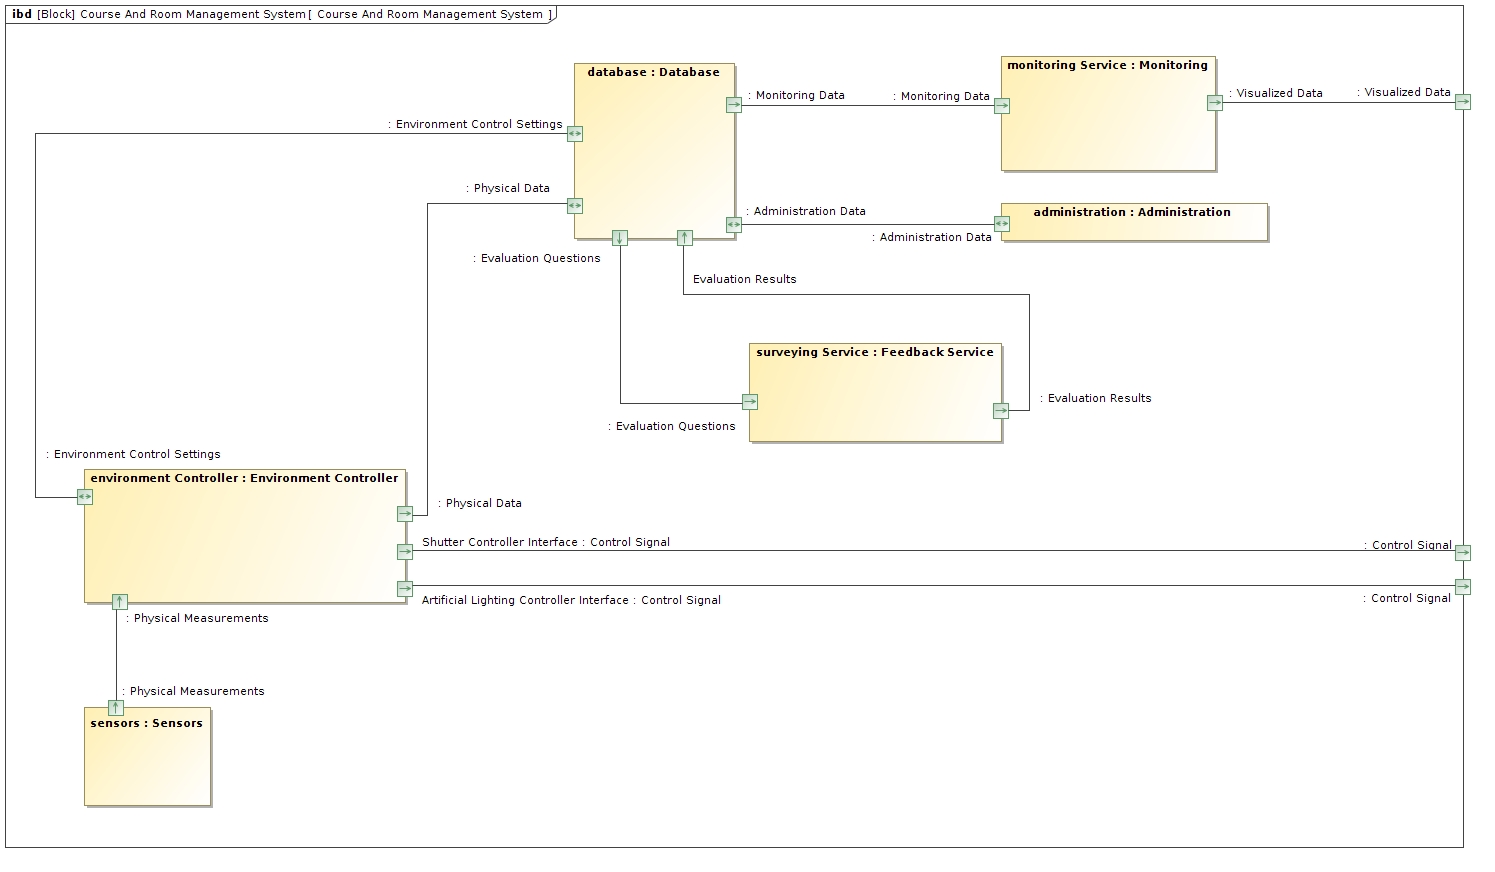 ibd [Block] Course And Room Management System[ Course And Room Management System ]
database : Database
monitoring Service : Monitoring
: Monitoring Data
: Monitoring Data
: Visualized Data
: Visualized Data
: Environment Control Settings
: Physical Data
: Administration Data
administration : Administration
: Administration Data
: Evaluation Questions
Evaluation Results
surveying Service : Feedback Service
: Evaluation Results
: Evaluation Questions
: Environment Control Settings
environment Controller : Environment Controller
: Physical Data
Shutter Controller Interface : Control Signal
: Control Signal
Artificial Lighting Controller Interface : Control Signal
: Control Signal
: Physical Measurements
: Physical Measurements
sensors : Sensors